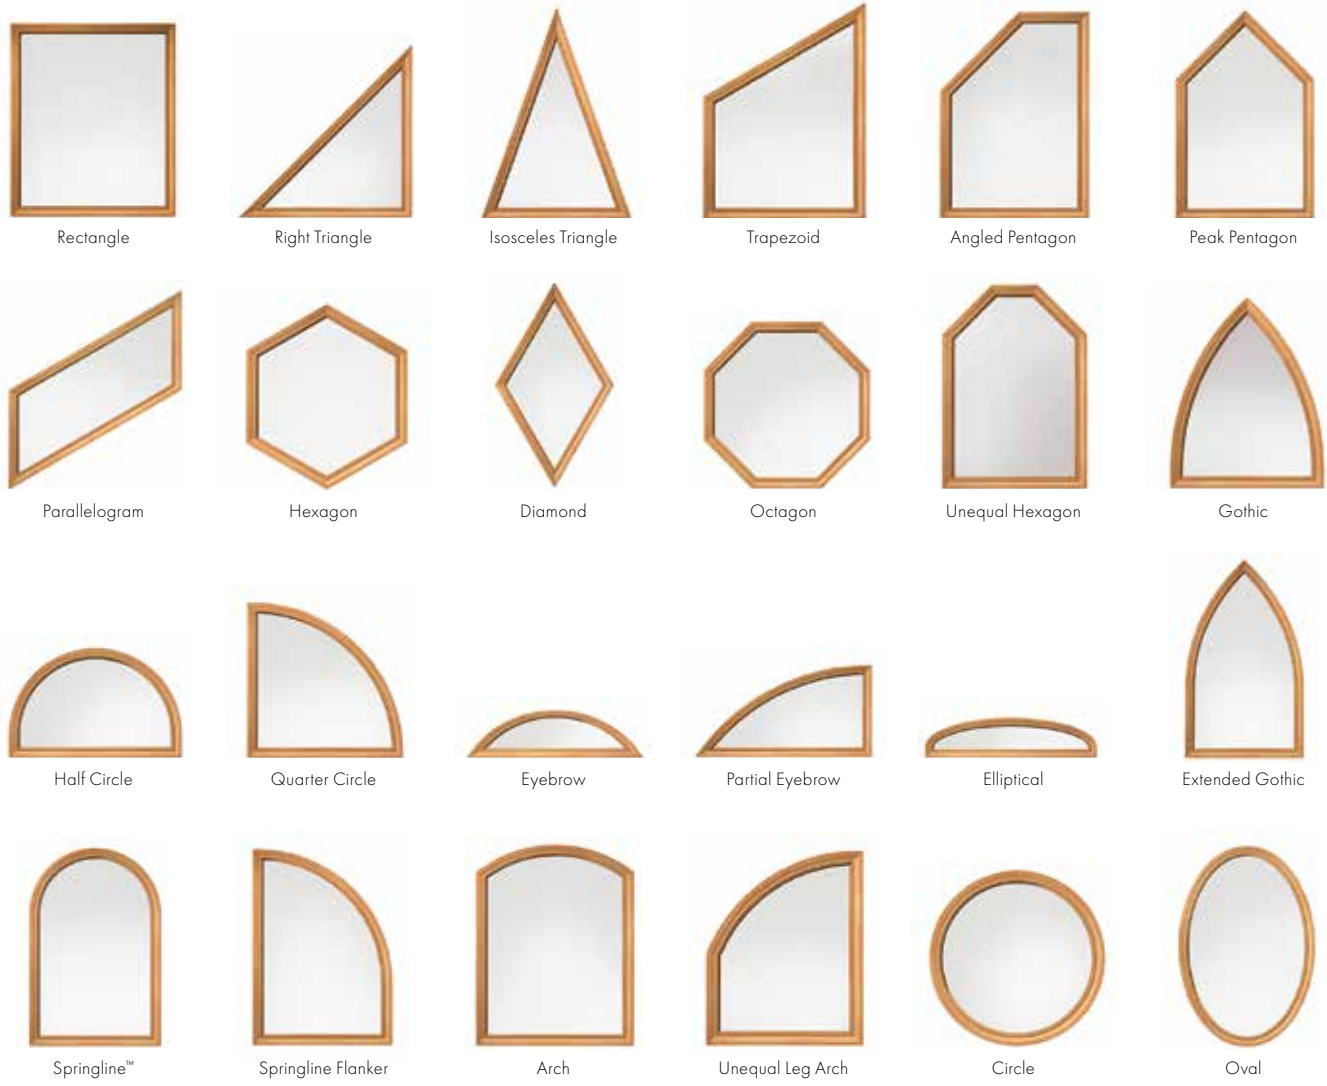 Rectangle
Right Triangle
Isosceles Triangle
Trapezoid
Angled Pentagon
Peak Pentagon
Parallelogram
Hexagon
Diamond
Octagon
Unequal Hexagon
Gothic
Half Circle
Quarter Circle
Eyebrow
Partial Eyebrow
Elliptical
Extended Gothic
Springline™
Springline Flanker
Arch
Unequal Leg Arch
Circle
Oval